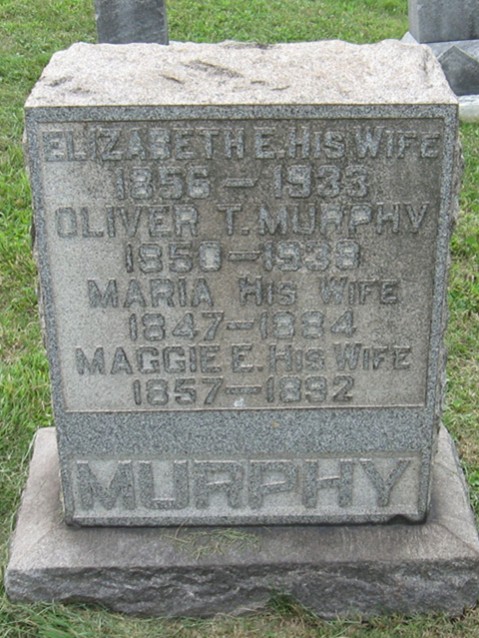 ELIZABETH E. HIS WIFE
1856 — 1933
OLIVER T. MURPHY
1850 — 1939
MARIA HIS WIFE
1847 — 1884
MAGGIE E. HIS WIFE
1857 — 1892
MURPHY